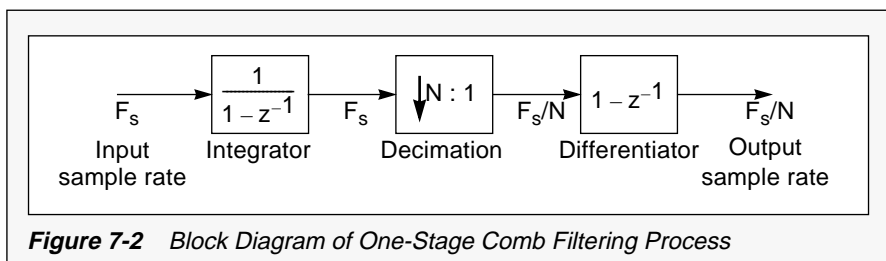 1
1 – z⁻¹
N : 1
1 – z⁻¹
Fₛ
Fₛ
Fₛ/N
Fₛ/N
Input
sample rate
Integrator
Decimation
Differentiator
Output
sample rate
Figure 7-2 Block Diagram of One-Stage Comb Filtering Process